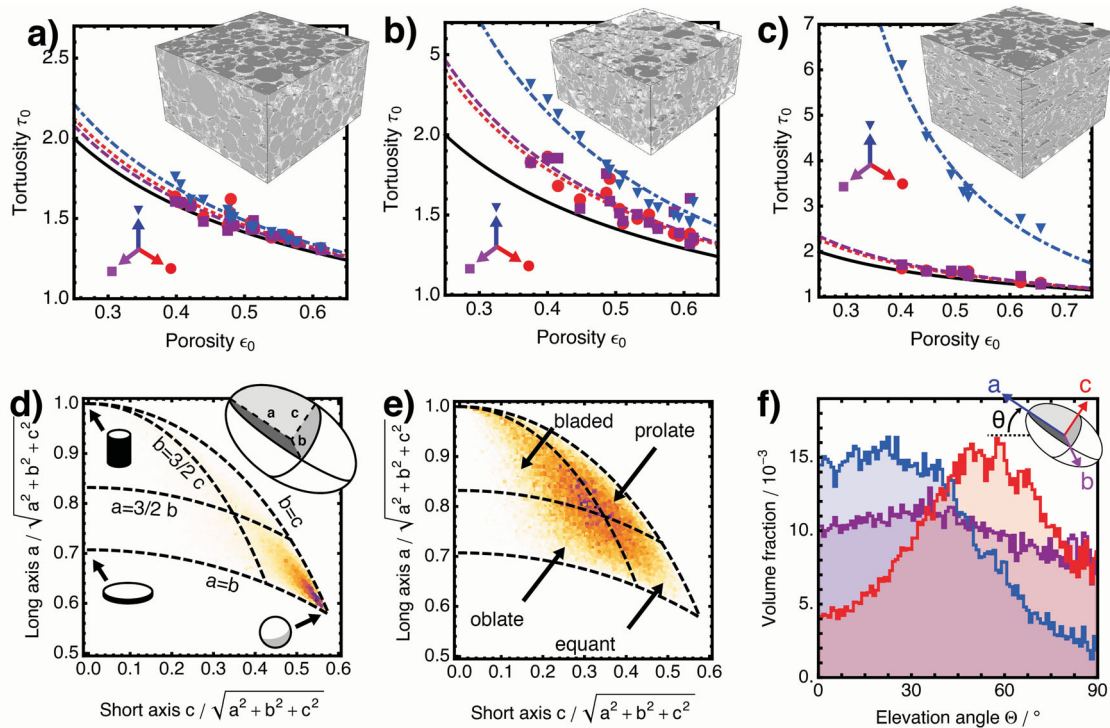 a)
Tortuosity τ₀
2.5
2.0
1.5
1.0
0.3 0.4 0.5 0.6
Porosity ϵ₀
b)
Tortuosity τ₀
5
2.0
1.5
1.0
0.3 0.4 0.5 0.6
Porosity ϵ₀
c)
Tortuosity τ₀
7
6
5
4
3
2
1
0.3 0.4 0.5 0.6 0.7
Porosity ϵ₀
d)
Long axis a / √a² + b² + c²
1.0
0.9
0.8
0.7
0.6
0.5
a c
b
b=3/2 c
b=c
a=3/2 b
a=b
0.0 0.1 0.2 0.3 0.4 0.5 0.6
Short axis c / √a² + b² + c²
e)
Long axis a / √a² + b² + c²
1.0
0.9
0.8
0.7
0.6
0.5
bladed
prolate
oblate
equant
0.0 0.1 0.2 0.3 0.4 0.5 0.6
Short axis c / √a² + b² + c²
f)
Volume fraction / 10⁻³
15.
10.
5.
0.
a
c
θ
b
0 30 60 90
Elevation angle Θ / °